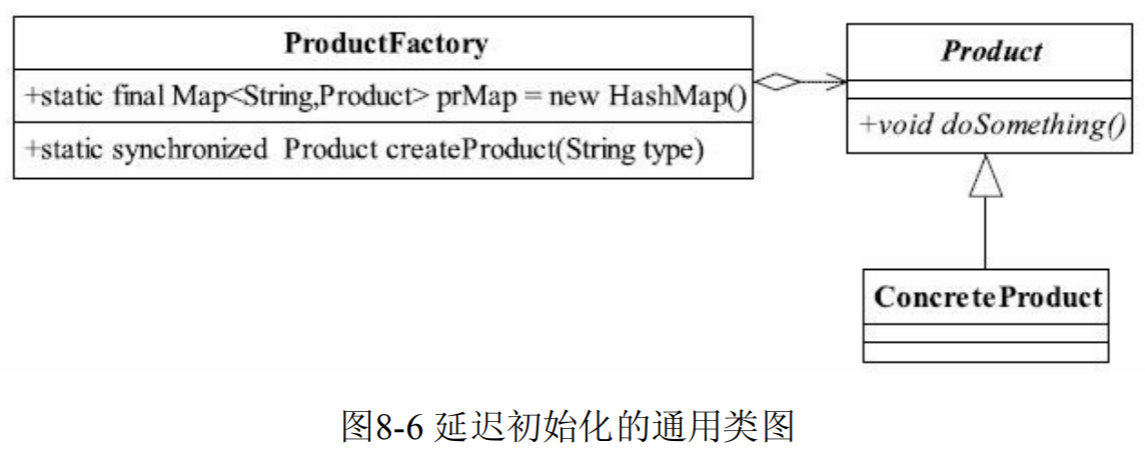 ProductFactory
+static final Map<String,Product> prMap = new HashMap()
+static synchronized Product createProduct(String type)
Product
+void doSomething()
ConcreteProduct
图8-6 延迟初始化的通用类图